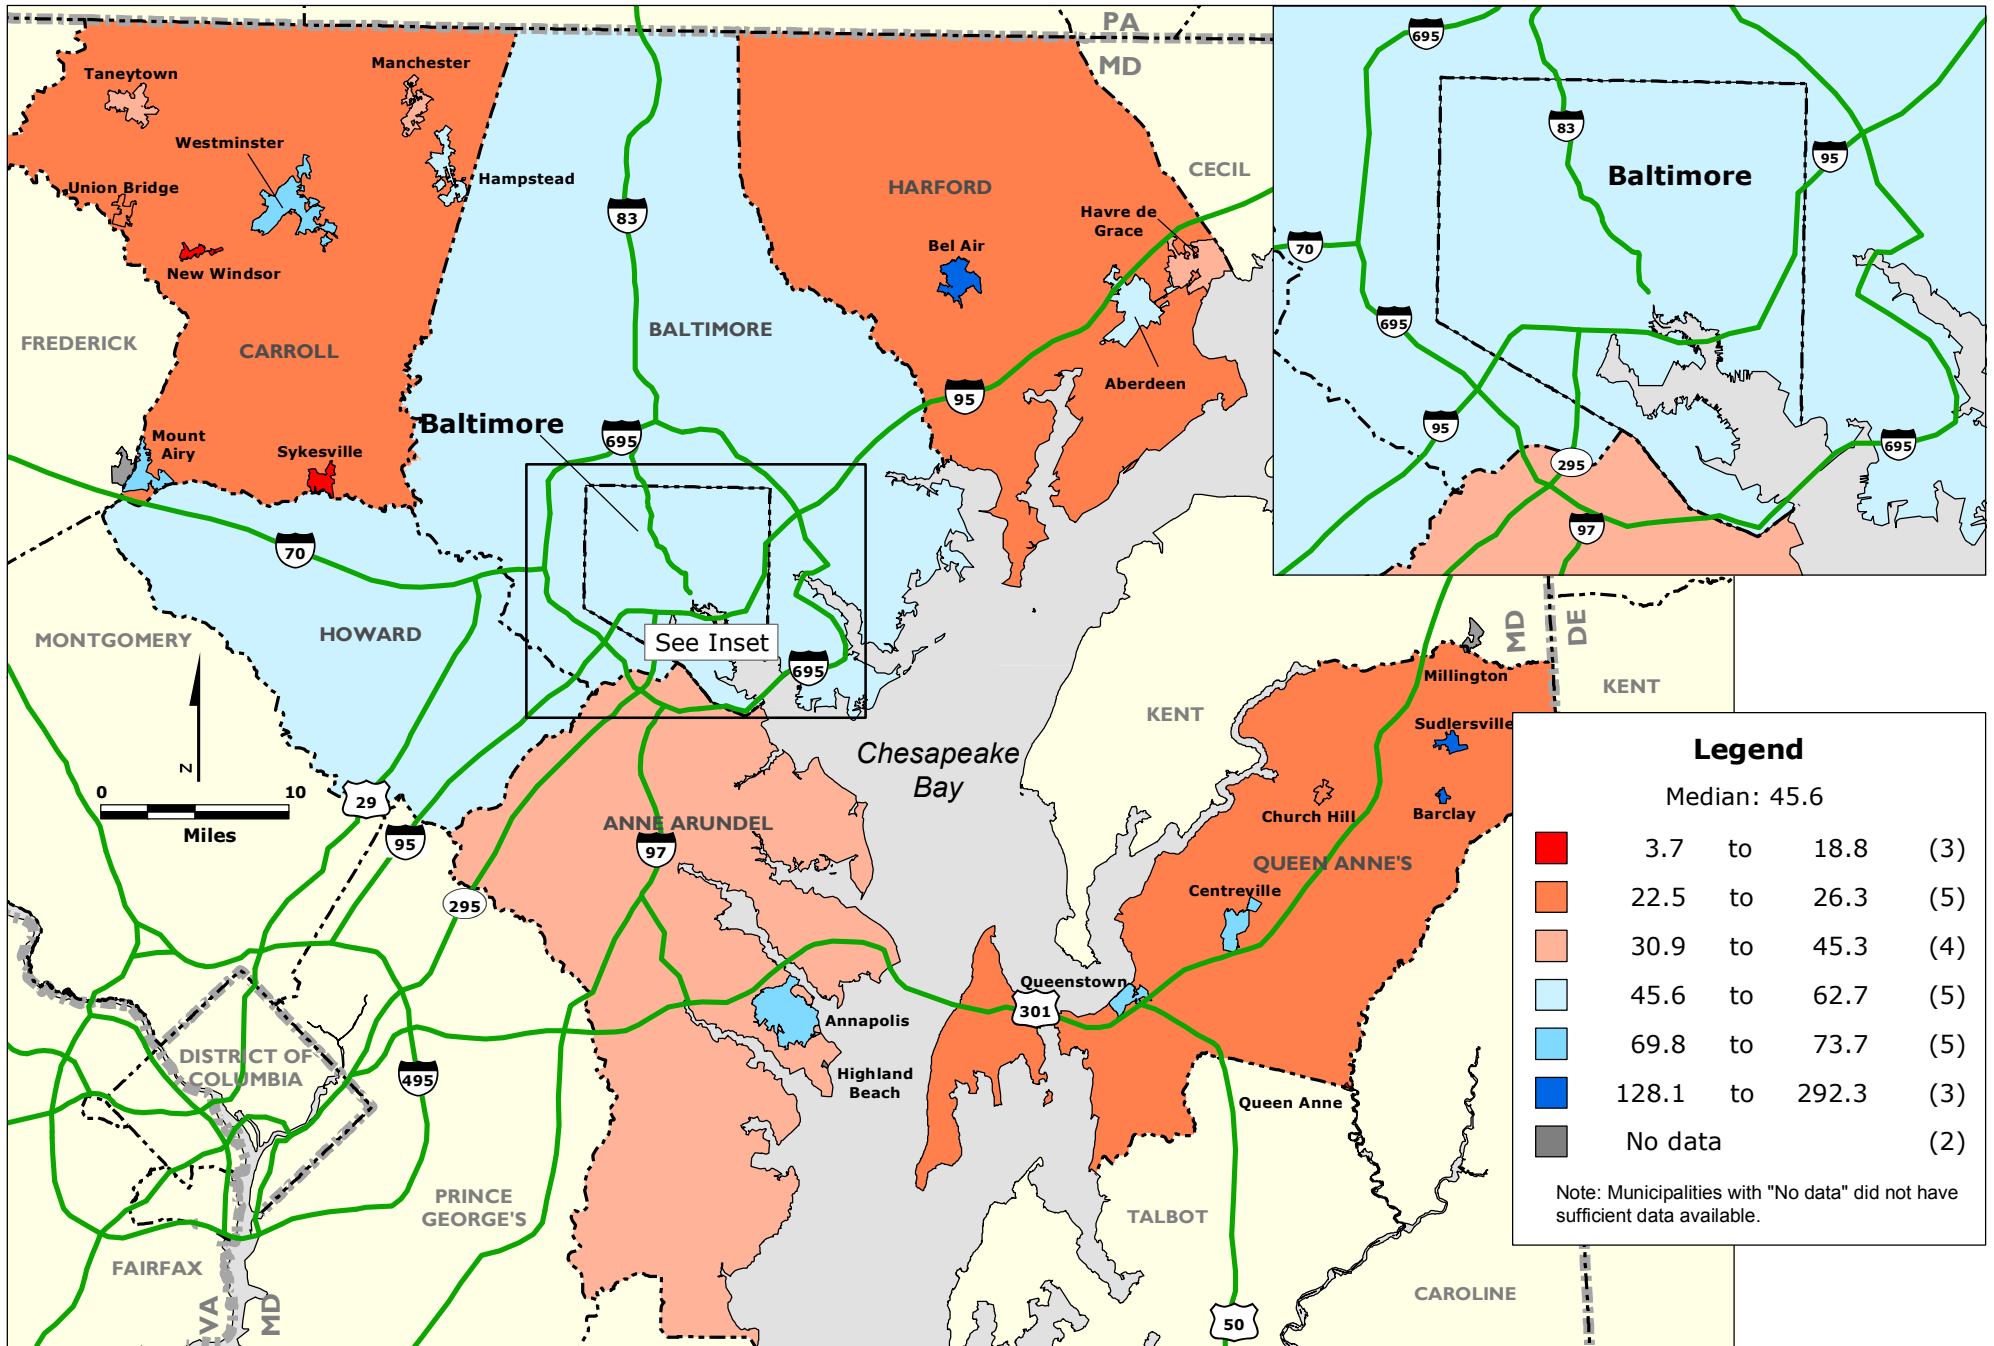 PA
MD
Taneytown
Manchester
Westminster
Hampstead
Union Bridge
New Windsor
HARFORD
CECIL
Havre de
Grace
Bel Air
83
FREDERICK
CARROLL
BALTIMORE
Aberdeen
95
Baltimore
695
Mount
Airy
Sykesville
70
MONTGOMERY
HOWARD
See Inset
695
695
83
95
Baltimore
70
695
95
295
695
97
MD
DE
Millington
KENT
KENT
Sudlersville
Chesapeake
Bay
N
0
10
Miles
29
95
ANNE ARUNDEL
97
Church Hill
Barclay
QUEEN ANNE'S
295
Centreville
Queenstown
301
Annapolis
DISTRICT OF
COLUMBIA
495
Highland
Beach
Queen Anne
PRINCE
GEORGE'S
TALBOT
FAIRFAX
VA
MD
CAROLINE
50
Legend
Median: 45.6
3.7 to 18.8 (3)
22.5 to 26.3 (5)
30.9 to 45.3 (4)
45.6 to 62.7 (5)
69.8 to 73.7 (5)
128.1 to 292.3 (3)
No data (2)
Note: Municipalities with "No data" did not have
sufficient data available.